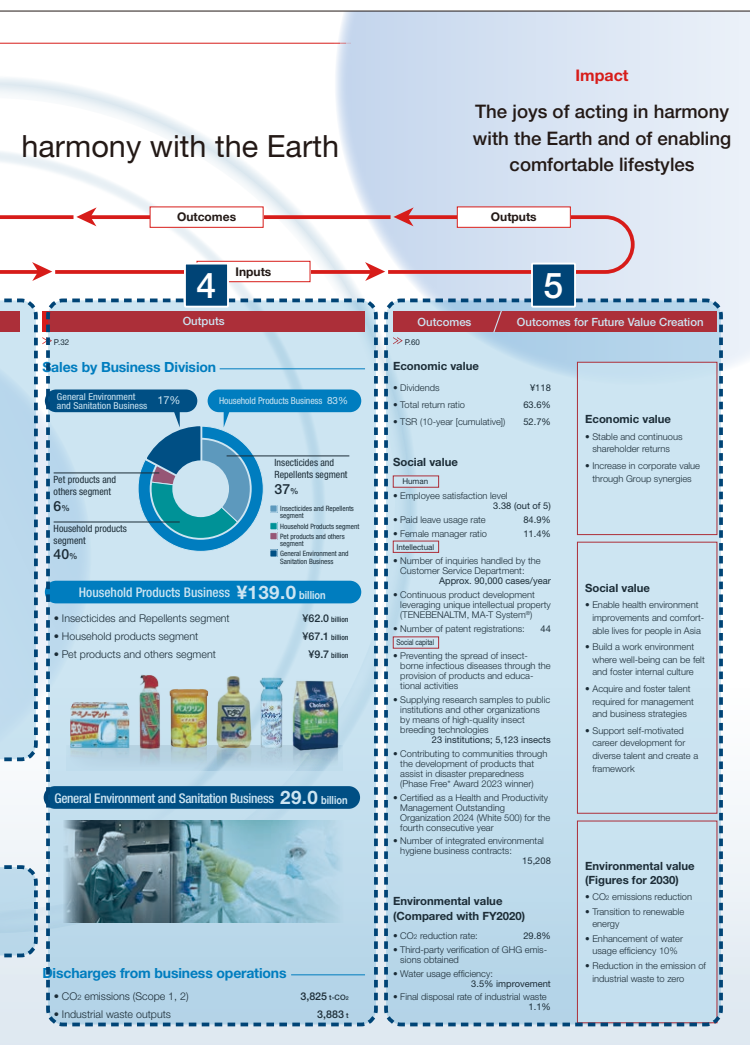 Impact
The joys of acting in harmony
with the Earth and of enabling
comfortable lifestyles
harmony with the Earth
Outcomes
Outputs
Inputs
4
5
Outputs
P.32
Sales by Business Division
General Environment
and Sanitation Business 17%
Household Products Business 83%
Insecticides and
Repellents segment
37%
Pet products and
others segment
6%
Household products
segment
40%
Insecticides and Repellents
segment
Household Products segment
Pet products and others
segment
General Environment and
Sanitation Business
Household Products Business ¥139.0 billion
• Insecticides and Repellents segment ¥62.0 billion
• Household products segment ¥67.1 billion
• Pet products and others segment ¥9.7 billion
General Environment and Sanitation Business 29.0 billion
Discharges from business operations
• CO2 emissions (Scope 1, 2) 3,825 t-CO2
• Industrial waste outputs 3,883 t
Outcomes
Outcomes for Future Value Creation
P.60
Economic value
• Dividends ¥118
• Total return ratio 63.6%
• TSR (10-year [cumulative]) 52.7%
Social value
Human
• Employee satisfaction level
3.38 (out of 5)
• Paid leave usage rate 84.9%
• Female manager ratio 11.4%
Intellectual
• Number of inquiries handled by the
Customer Service Department:
Approx. 90,000 cases/year
• Continuous product development
leveraging unique intellectual property
(TENEBENALTM, MA-T System®)
• Number of patent registrations: 44
Social capital
• Preventing the spread of insect-
borne infectious diseases through the
provision of products and educa-
tional activities
• Supplying research samples to public
institutions and other organizations
by means of high-quality insect
breeding technologies
23 institutions; 5,123 insects
• Contributing to communities through
the development of products that
assist in disaster preparedness
(Phase Free* Award 2023 winner)
• Certified as a Health and Productivity
Management Outstanding
Organization 2024 (White 500) for the
fourth consecutive year
• Number of integrated environmental
hygiene business contracts:
15,208
Environmental value
(Compared with FY2020)
• CO2 reduction rate: 29.8%
• Third-party verification of GHG emis-
sions obtained
• Water usage efficiency:
3.5% improvement
• Final disposal rate of industrial waste
1.1%
Economic value
• Stable and continuous
shareholder returns
• Increase in corporate value
through Group synergies
Social value
• Enable health environment
improvements and comfort-
able lives for people in Asia
• Build a work environment
where well-being can be felt
and foster internal culture
• Acquire and foster talent
required for management
and business strategies
• Support self-motivated
career development for
diverse talent and create a
framework
Environmental value
(Figures for 2030)
• CO2 emissions reduction
• Transition to renewable
energy
• Enhancement of water
usage efficiency 10%
• Reduction in the emission of
industrial waste to zero